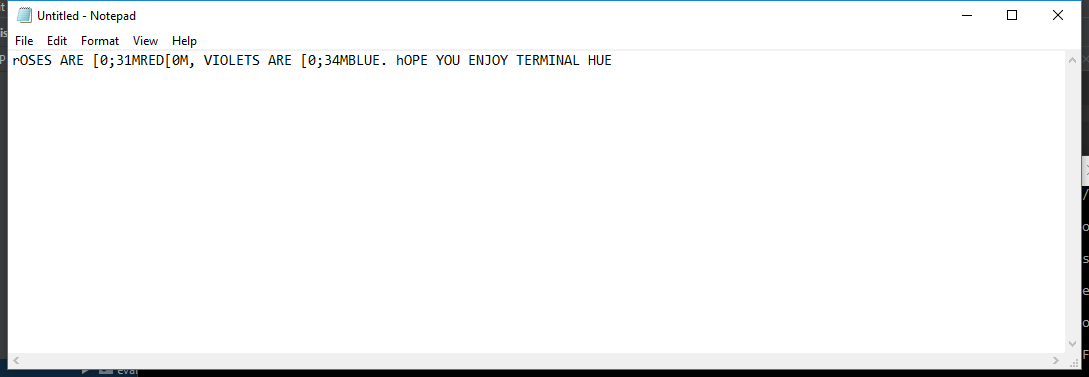 Untitled - Notepad
File Edit Format View Help
rOSES ARE [0;31MRED[0M, VIOLETS ARE [0;34MBLUE. hOPE YOU ENJOY TERMINAL HUE